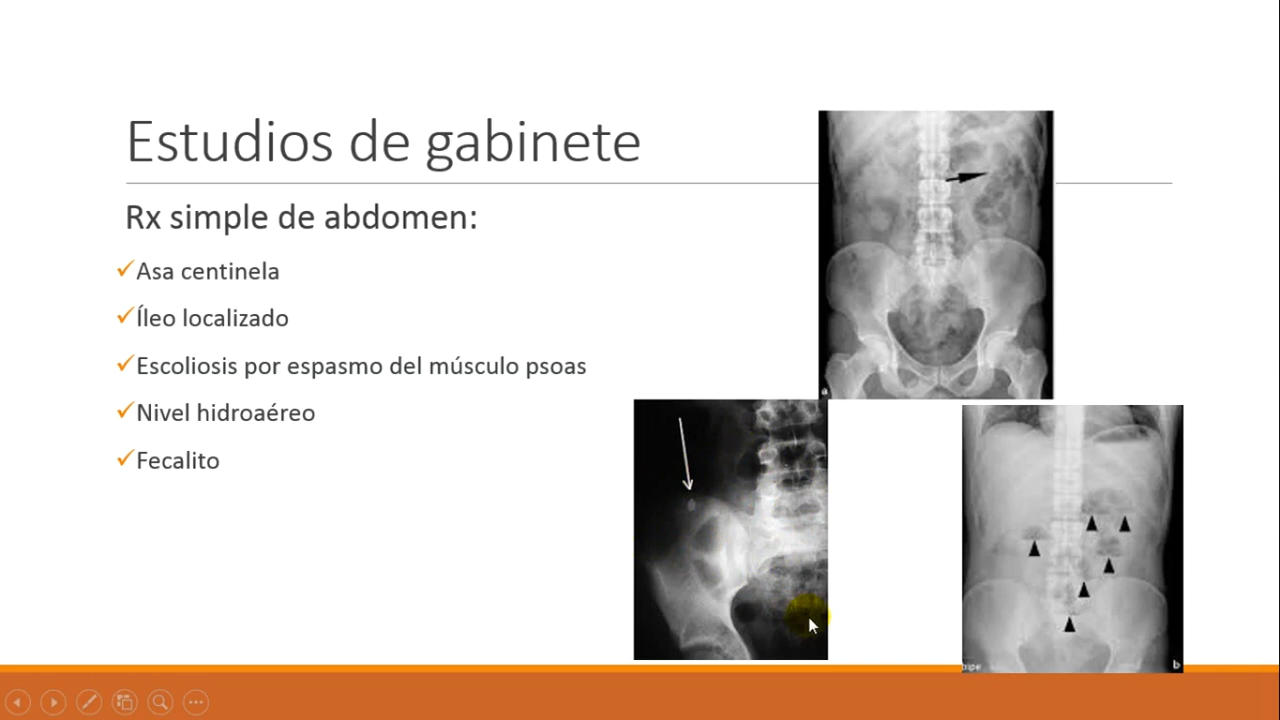 Estudios de gabinete
Rx simple de abdomen:
Asa centinela
Íleo localizado
Escoliosis por espasmo del músculo psoas
Nivel hidroaéreo
Fecalito
a
b